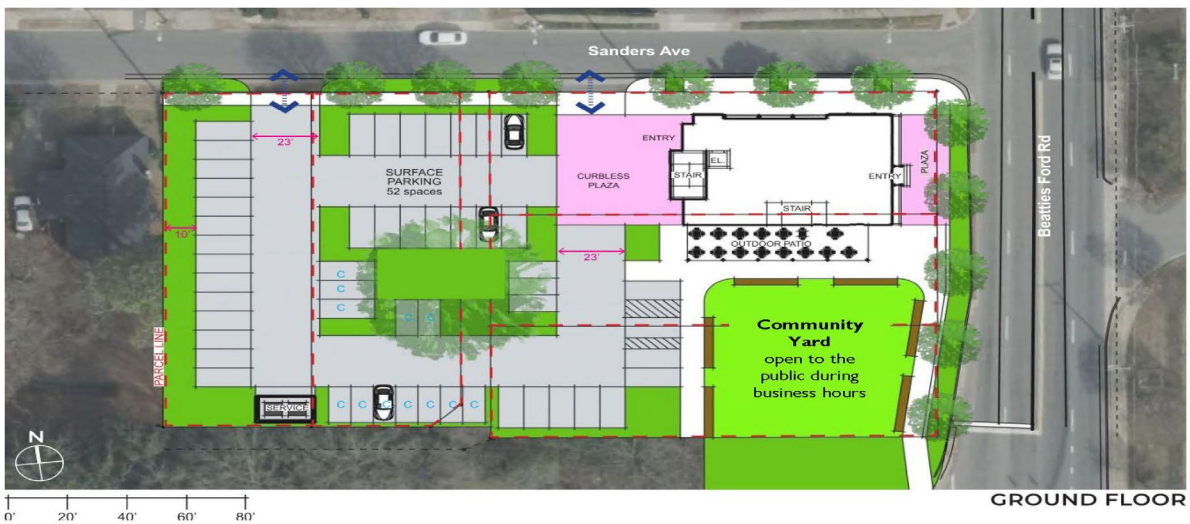 Sanders Ave
Beatties Ford Rd
23'
ENTRY
SURFACE
PARKING
52 spaces
CURBLESS
PLAZA
EL.
STAIR
ENTRY
PLAZA
STAIR
10'
23'
OUTDOOR PATIO
C
C
C
C C
PARCEL LINE
Community
Yard
open to the
public during
business hours
SERVICE
C C C C C C C
N
0' 20' 40' 60' 80'
GROUND FLOOR